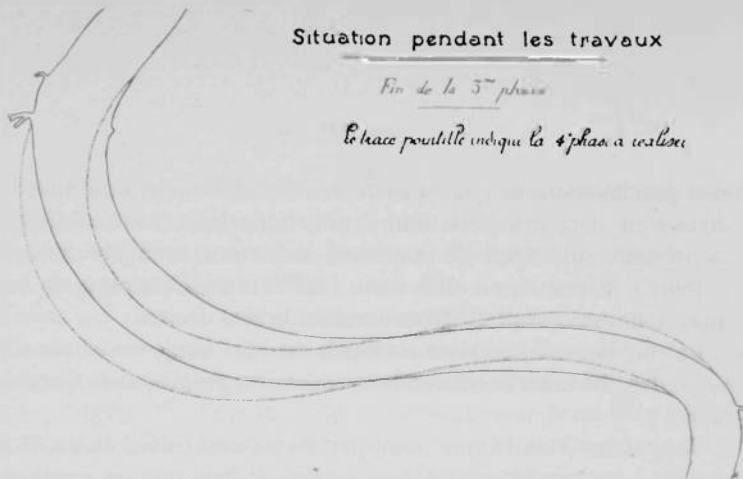 Situation pendant les travaux
Fin de la 3me phase
Le tracé pointillé indique la 4e phase à réaliser